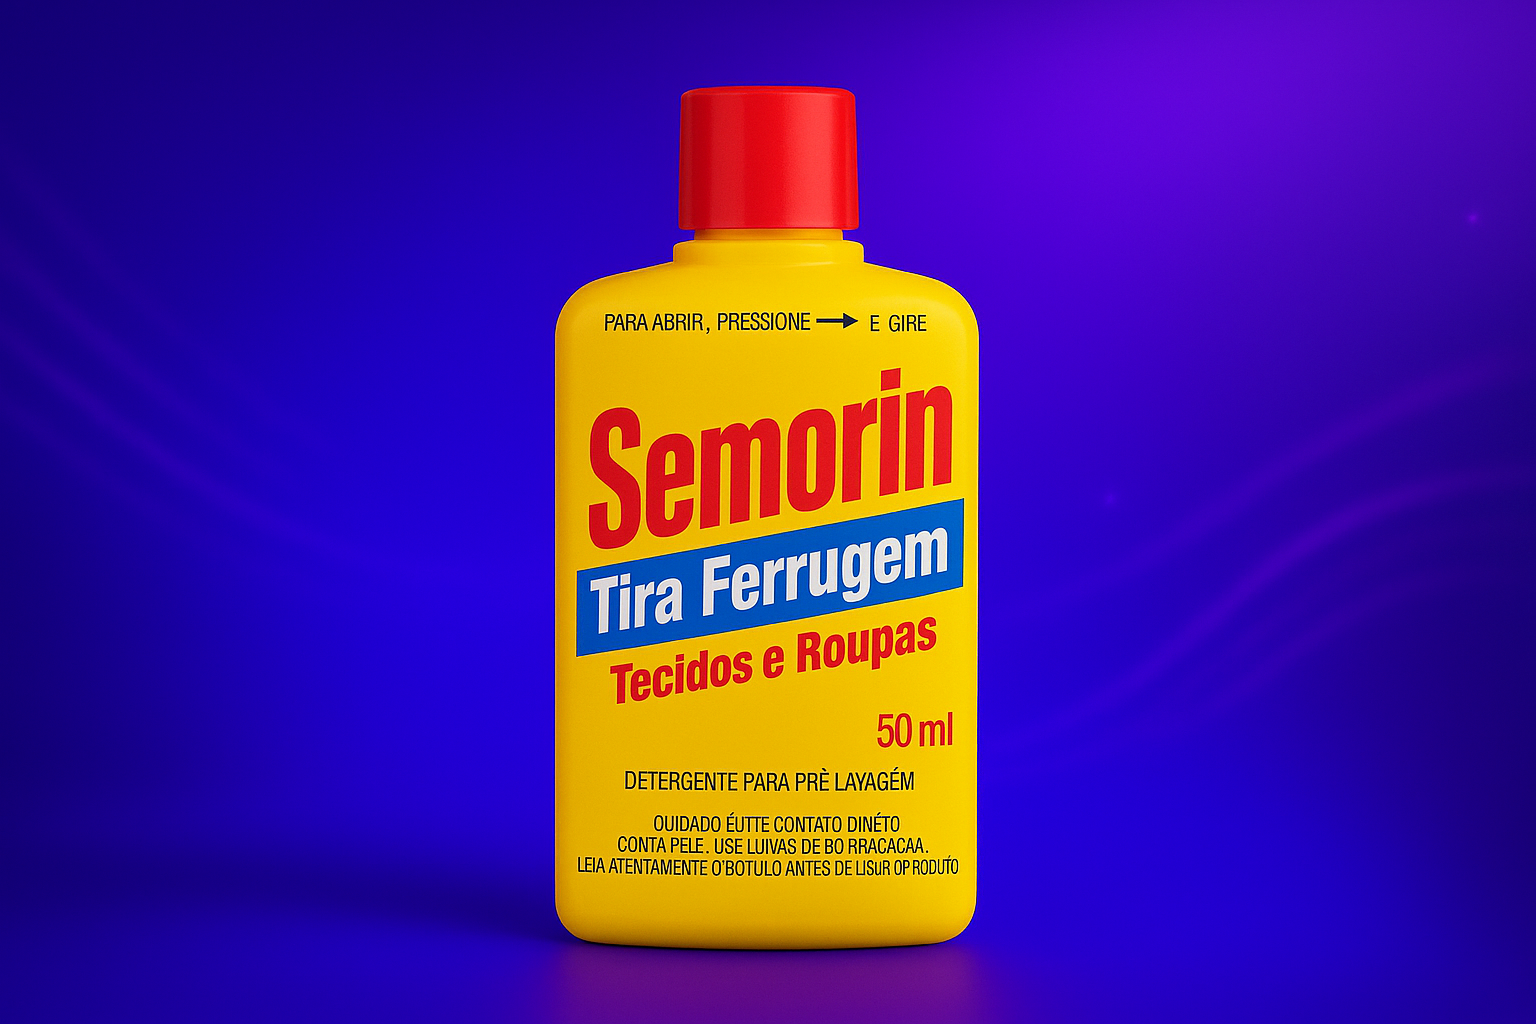 PARA ABRIR, PRESSIONE → E GIRE
Semorin
Tira Ferrugem
Tecidos e Roupas
50 ml
DETERGENTE PARA PRÈ LAYAGÉM
OUIDADO ÉUTTE CONTATO DINÉTO
CONTA PELE. USE LUIVAS DE BO RRACACAA.
LEIA ATENTAMENTE O'BOTULO ANTES DE LISuR OP RODUÍTO